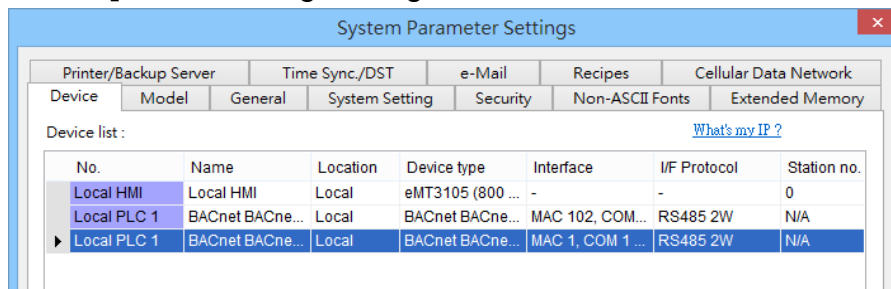 System Parameter Settings
×
Printer/Backup Server Time Sync./DST e-Mail Recipes Cellular Data Network
Device Model General System Setting Security Non-ASCII Fonts Extended Memory
Device list : What's my IP ?
No. Name Location Device type Interface I/F Protocol Station no.
Local HMI Local HMI Local eMT3105 (800 ... - - 0
Local PLC 1 BACnet BACne... Local BACnet BACne... MAC 102, COM... RS485 2W N/A
Local PLC 1 BACnet BACne... Local BACnet BACne... MAC 1, COM 1 ... RS485 2W N/A